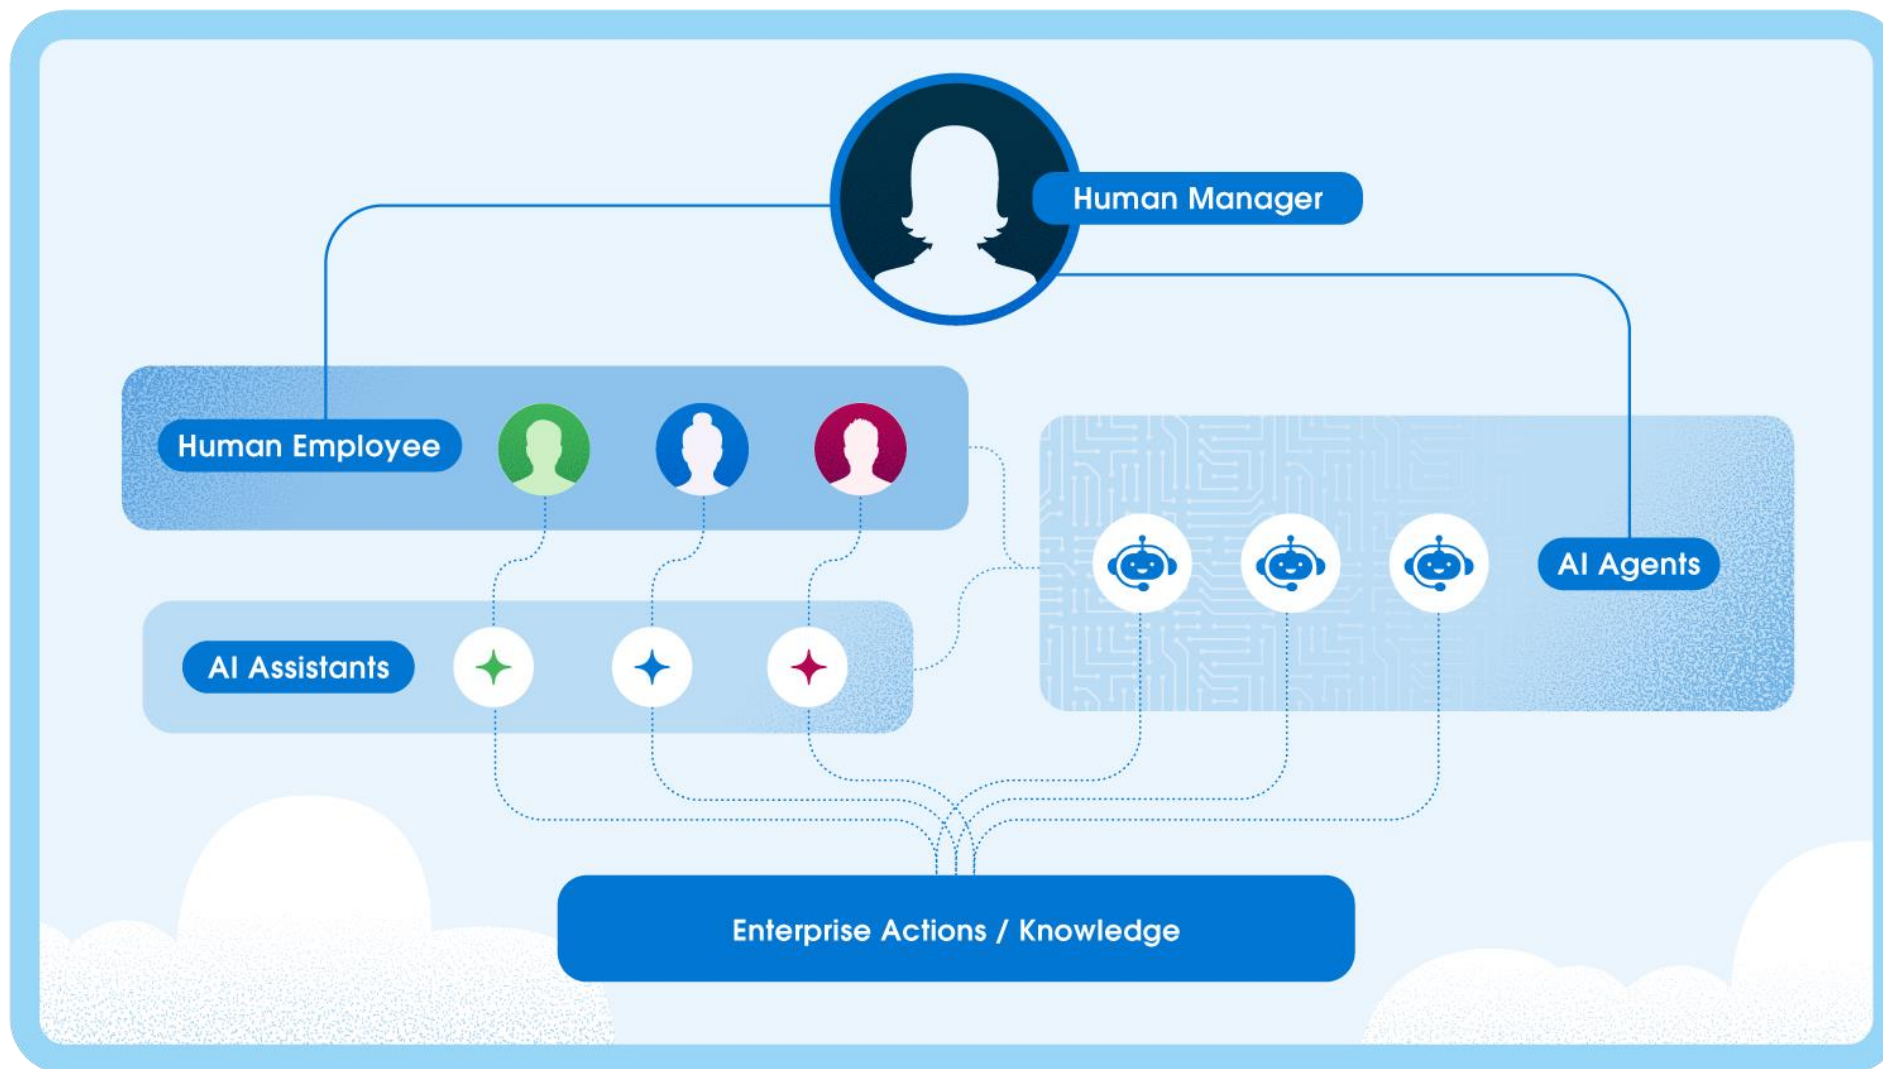 Human Manager
Human Employee
AI Agents
AI Assistants
Enterprise Actions / Knowledge